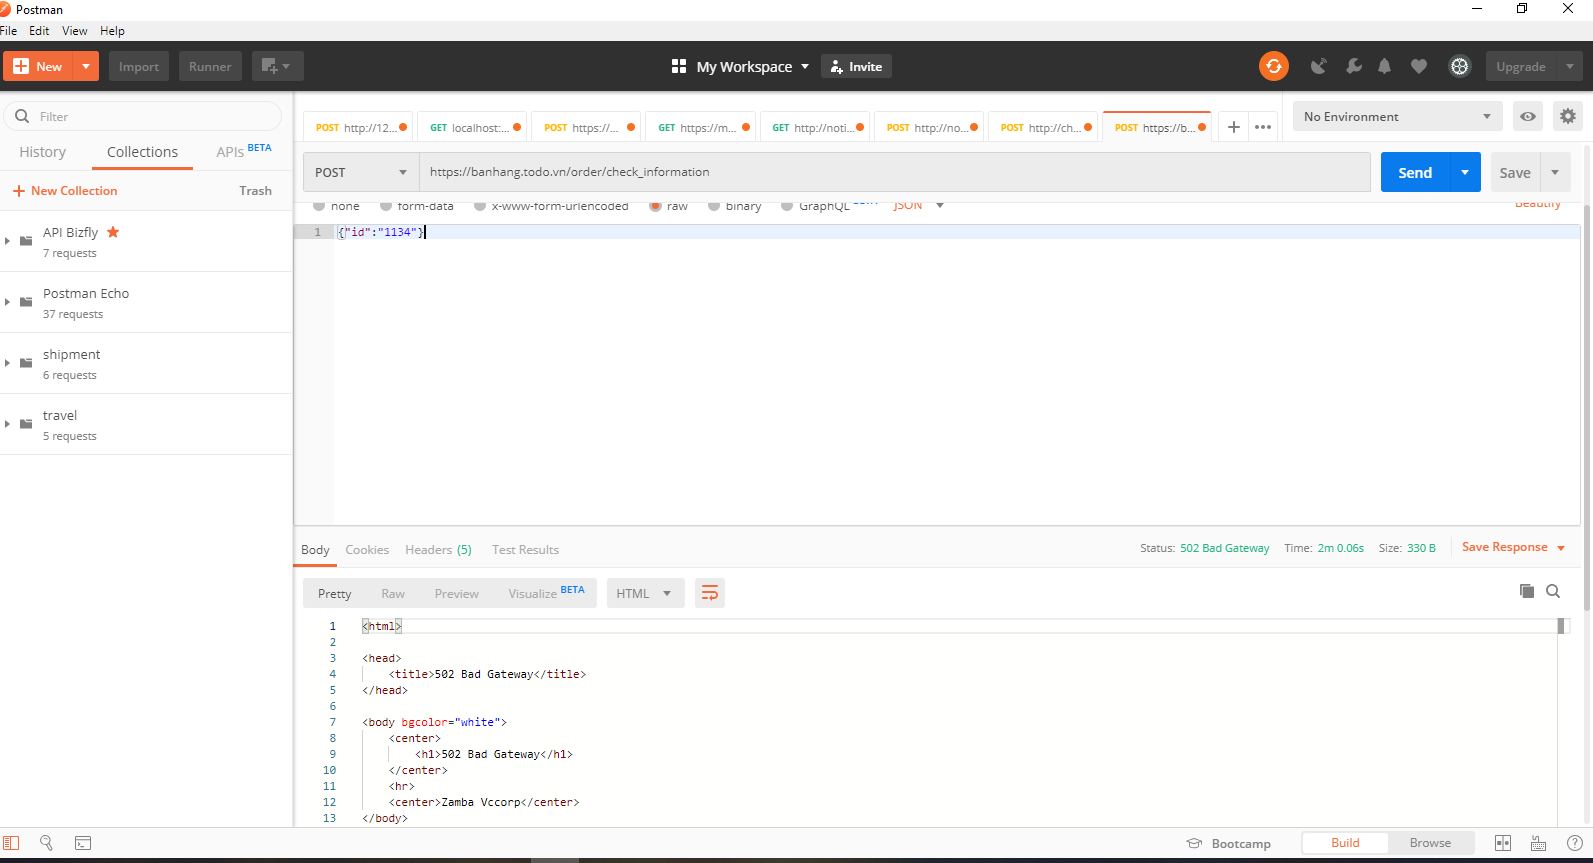 Postman
File Edit View Help
New Import Runner My Workspace Invite Upgrade
Filter
History Collections APIs BETA
New Collection Trash
API Bizfly
7 requests
Postman Echo
37 requests
shipment
6 requests
travel
5 requests
POST http://12... GET localhost:... POST https://... GET https://m... GET http://noti... POST http://no... POST http://ch... POST https://b... + ...
No Environment
POST https://banhang.todo.vn/order/check_information Send Save
none form-data x-www-form-urlencoded raw binary GraphQL JSON Beautify
1 {"id":"1134"}
Body Cookies Headers (5) Test Results Status: 502 Bad Gateway Time: 2m 0.06s Size: 330 B Save Response
Pretty Raw Preview Visualize BETA HTML
1 <html>
2
3 <head>
4 <title>502 Bad Gateway</title>
5 </head>
6
7 <body bgcolor="white">
8 <center>
9 <h1>502 Bad Gateway</h1>
10 </center>
11 <hr>
12 <center>Zamba Vccorp</center>
13 </body>
Bootcamp Build Browse